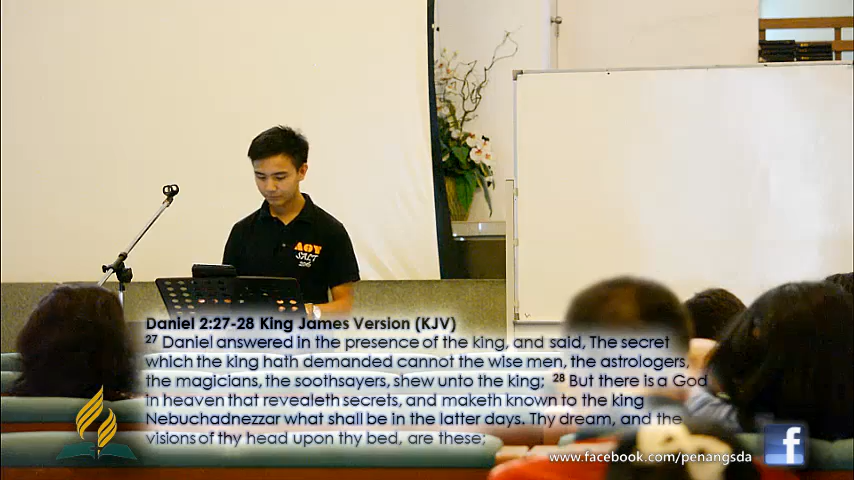 AOY
SALT
Daniel 2:27-28 King James Version (KJV)
27 Daniel answered in the presence of the king, and said, The secret
which the king hath demanded cannot the wise men, the astrologers,
the magicians, the soothsayers, shew unto the king; 28 But there is a God
in heaven that revealeth secrets, and maketh known to the king
Nebuchadnezzar what shall be in the latter days. Thy dream, and the
visions of thy head upon thy bed, are these;
www.facebook.com/penangsda
f